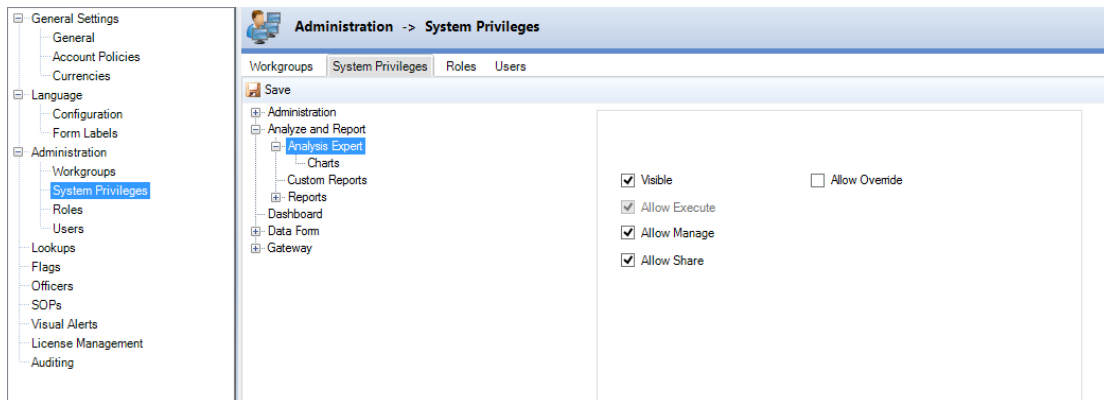 General Settings
General
Account Policies
Currencies
Language
Configuration
Form Labels
Administration
Workgroups
System Privileges
Roles
Users
Lookups
Flags
Officers
SOPs
Visual Alerts
License Management
Auditing
Administration -> System Privileges
Workgroups System Privileges Roles Users
Save
Administration
Analyze and Report
Analysis Expert
Charts
Custom Reports
Reports
Dashboard
Data Form
Gateway
Visible Allow Override
Allow Execute
Allow Manage
Allow Share